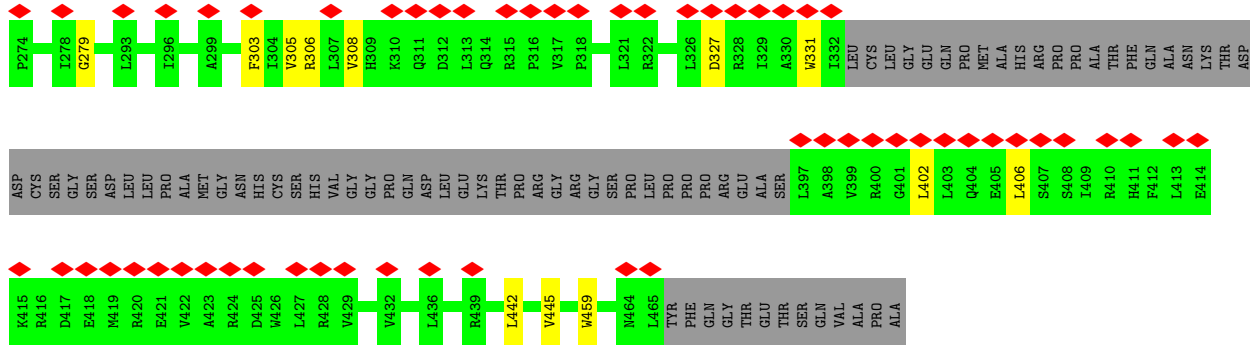 P274 I278 G279 L293 I296 A299 F303 I304 V305 R306 L307 V308 H309 K310 Q311 D312 L313 Q314 R315 P316 V317 P318 L321 R322 L326 D327 R328 I329 A330 W331 I332 LEU CYS LEU GLY GLU GLN PRO MET ALA HIS ARG PRO PRO ALA THR PHE GLN ALA ASN LYS THR ASP
ASP CYS SER GLY SER ASP LEU LEU PRO ALA MET GLY ASN HIS CYS SER HIS VAL GLY GLY PRO GLN ASP LEU GLU LYS THR PRO ARG GLY ARG GLY SER PRO LEU PRO PRO PRO ARG GLU ALA SER L397 A398 V399 R400 G401 L402 L403 Q404 E405 L406 S407 S408 I409 R410 H411 F412 L413 E414
K415 R416 D417 E418 M419 R420 E421 V422 A423 R424 D425 W426 L427 R428 V429 V432 L436 R439 L442 V445 W459 N464 L465 TYR PHE GLN GLY THR GLU THR SER GLN VAL ALA PRO ALA